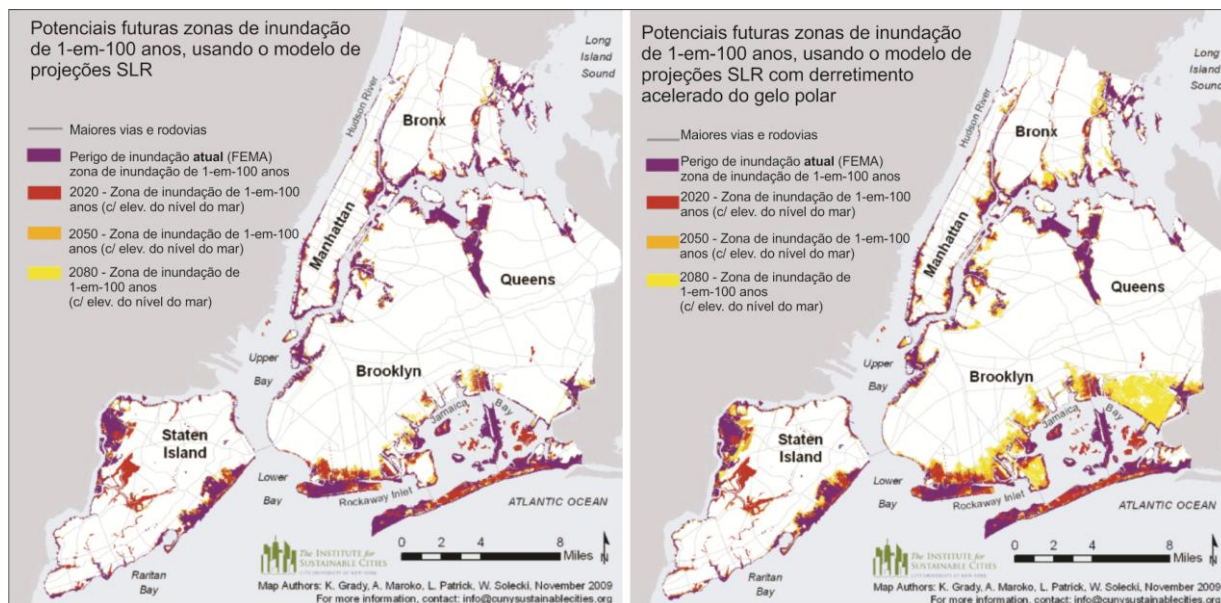 Potenciais futuras zonas de inundação
de 1-em-100 anos, usando o modelo de
projeções SLR
Maiores vias e rodovias
Perigo de inundação atual (FEMA)
zona de inundação de 1-em-100 anos
2020 - Zona de inundação de 1-em-100
anos (c/ elev. do nível do mar)
2050 - Zona de inundação de 1-em-100
anos (c/ elev. do nível do mar)
2080 - Zona de inundação de
1-em-100 anos
(c/ elev. do nível do mar)
Long
Island
Sound
Hudson River
Bronx
Manhattan
Queens
Upper
Bay
Brooklyn
Jamaica
Bay
Staten
Island
Lower
Bay
Rockaway Inlet
ATLANTIC OCEAN
Raritan
Bay
The INSTITUTE for
SUSTAINABLE CITIES
CITY UNIVERSITY OF NEW YORK
0 2 4 8
Miles
N
Map Authors: K. Grady, A. Maroko, L. Patrick, W. Solecki, November 2009
For more information, contact: info@cunysustainablecities.org
Potenciais futuras zonas de inundação
de 1-em-100 anos, usando o modelo de
projeções SLR com derretimento
acelerado do gelo polar
Maiores vias e rodovias
Perigo de inundação atual (FEMA)
zona de inundação de 1-em-100 anos
2020 - Zona de inundação de 1-em-100
anos (c/ elev. do nível do mar)
2050 - Zona de inundação de 1-em-100
anos (c/ elev. do nível do mar)
2080 - Zona de inundação de
1-em-100 anos
(c/ elev. do nível do mar)
Long
Island
Sound
Hudson River
Bronx
Manhattan
Queens
Upper
Bay
Brooklyn
Jamaica
Bay
Staten
Island
Lower
Bay
Rockaway Inlet
ATLANTIC OCEAN
Raritan
Bay
The INSTITUTE for
SUSTAINABLE CITIES
CITY UNIVERSITY OF NEW YORK
0 2 4 8
Miles
N
Map Authors: K. Grady, A. Maroko, L. Patrick, W. Solecki, November 2009
For more information, contact: info@cunysustainablecities.org